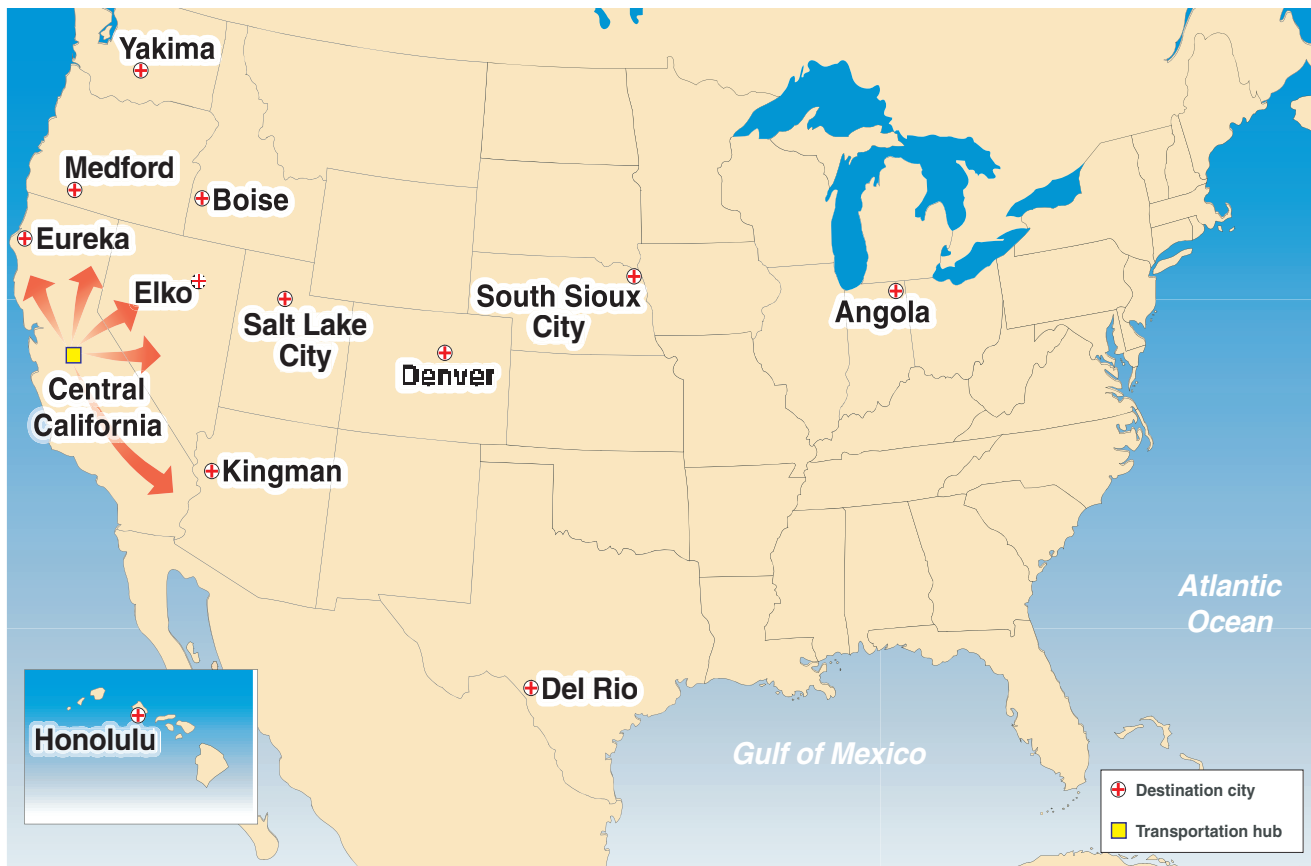 Yakima
Medford
Boise
Eureka
Elko
South Sioux
City
Angola
Salt Lake
City
Denver
Central
California
Kingman
Atlantic
Ocean
Del Rio
Honolulu
Gulf of Mexico
Destination city
Transportation hub